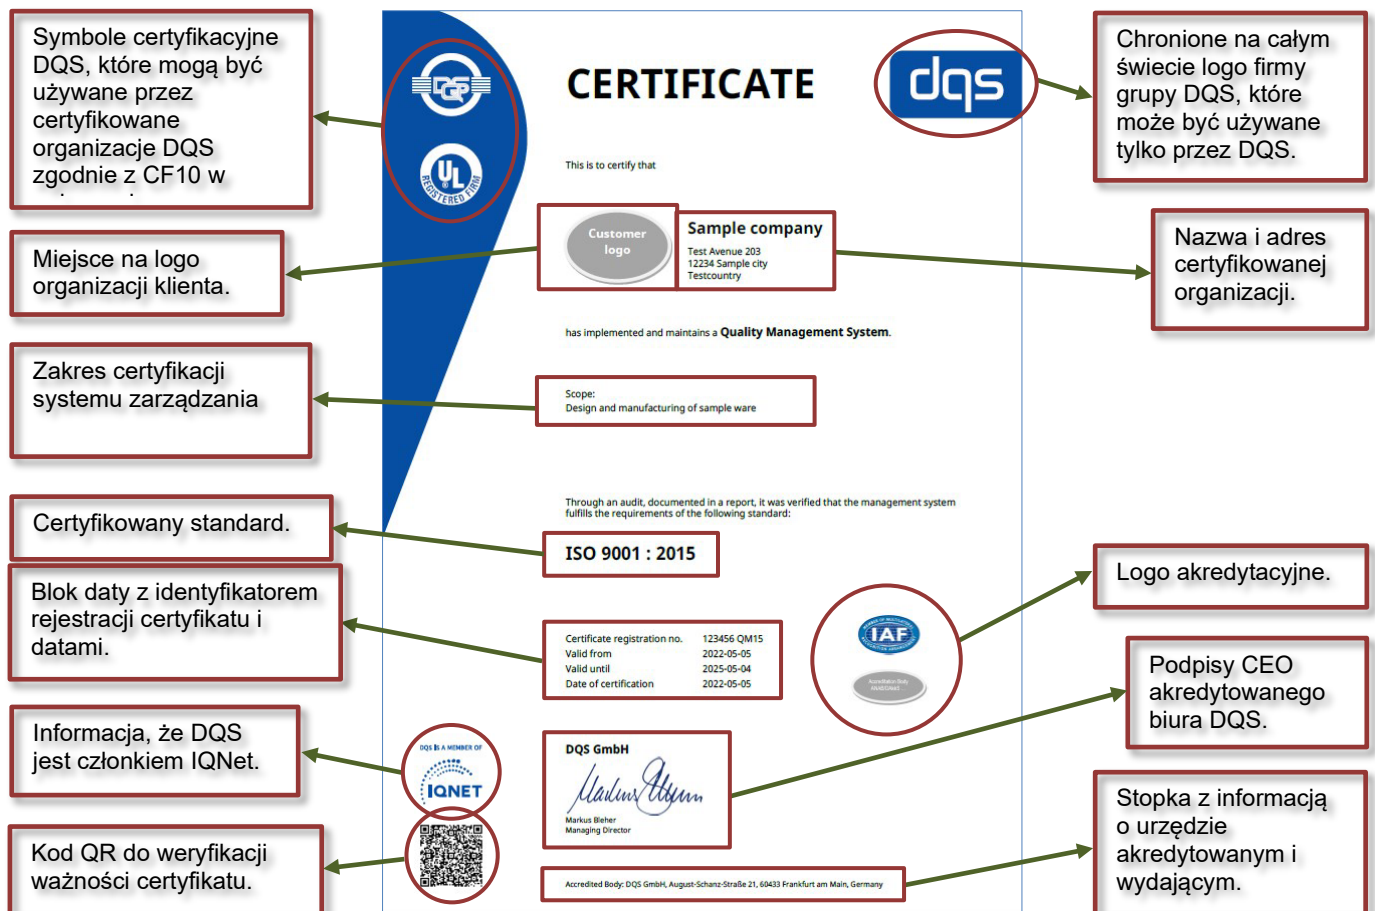 Symbole certyfikacyjne
DQS, które mogą być
używane przez
certyfikowane
organizacje DQS
zgodnie z CF10 w
Miejsce na logo
organizacji klienta.
Zakres certyfikacji
systemu zarządzania
Certyfikowany standard.
Blok daty z identyfikatorem
rejestracji certyfikatu i
datami.
Informacja, że DQS
jest członkiem IQNet.
Kod QR do weryfikacji
ważności certyfikatu.
DQS
UL
REGISTERED FIRM
CERTIFICATE
dqs
This is to certify that
Customer
logo
Sample company
Test Avenue 203
12234 Sample city
Testcountry
has implemented and maintains a Quality Management System.
Scope:
Design and manufacturing of sample ware
Through an audit, documented in a report, it was verified that the management system
fulfills the requirements of the following standard:
ISO 9001 : 2015
Certificate registration no. 123456 QM15
Valid from 2022-05-05
Valid until 2025-05-04
Date of certification 2022-05-05
IAF
Accreditation Body
DQS IS A MEMBER OF
IQNET
DQS GmbH
Markus Bleher
Managing Director
Accredited Body: DQS GmbH, August-Schanz-Straße 21, 60433 Frankfurt am Main, Germany
Chronione na całym
świecie logo firmy
grupy DQS, które
może być używane
tylko przez DQS.
Nazwa i adres
certyfikowanej
organizacji.
Logo akredytacyjne.
Podpisy CEO
akredytowanego
biura DQS.
Stopka z informacją
o urzędzie
akredytowanym i
wydającym.